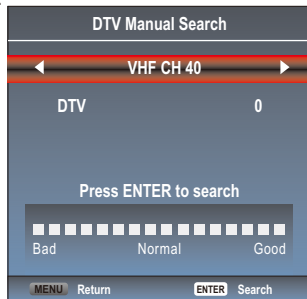 DTV Manual Search
VHF CH 40
DTV 0
Press ENTER to search
Bad Normal Good
MENU Return ENTER Search